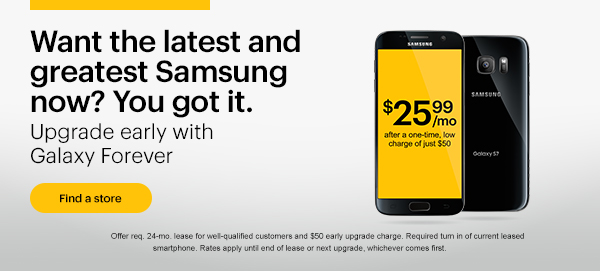 Want the latest and
greatest Samsung
now? You got it.
Upgrade early with
Galaxy Forever
Find a store
SAMSUNG
$25.99/mo
after a one-time, low
charge of just $50
SAMSUNG
Galaxy S7
Offer req. 24-mo. lease for well-qualified customers and $50 early upgrade charge. Required turn in of current leased
smartphone. Rates apply until end of lease or next upgrade, whichever comes first.